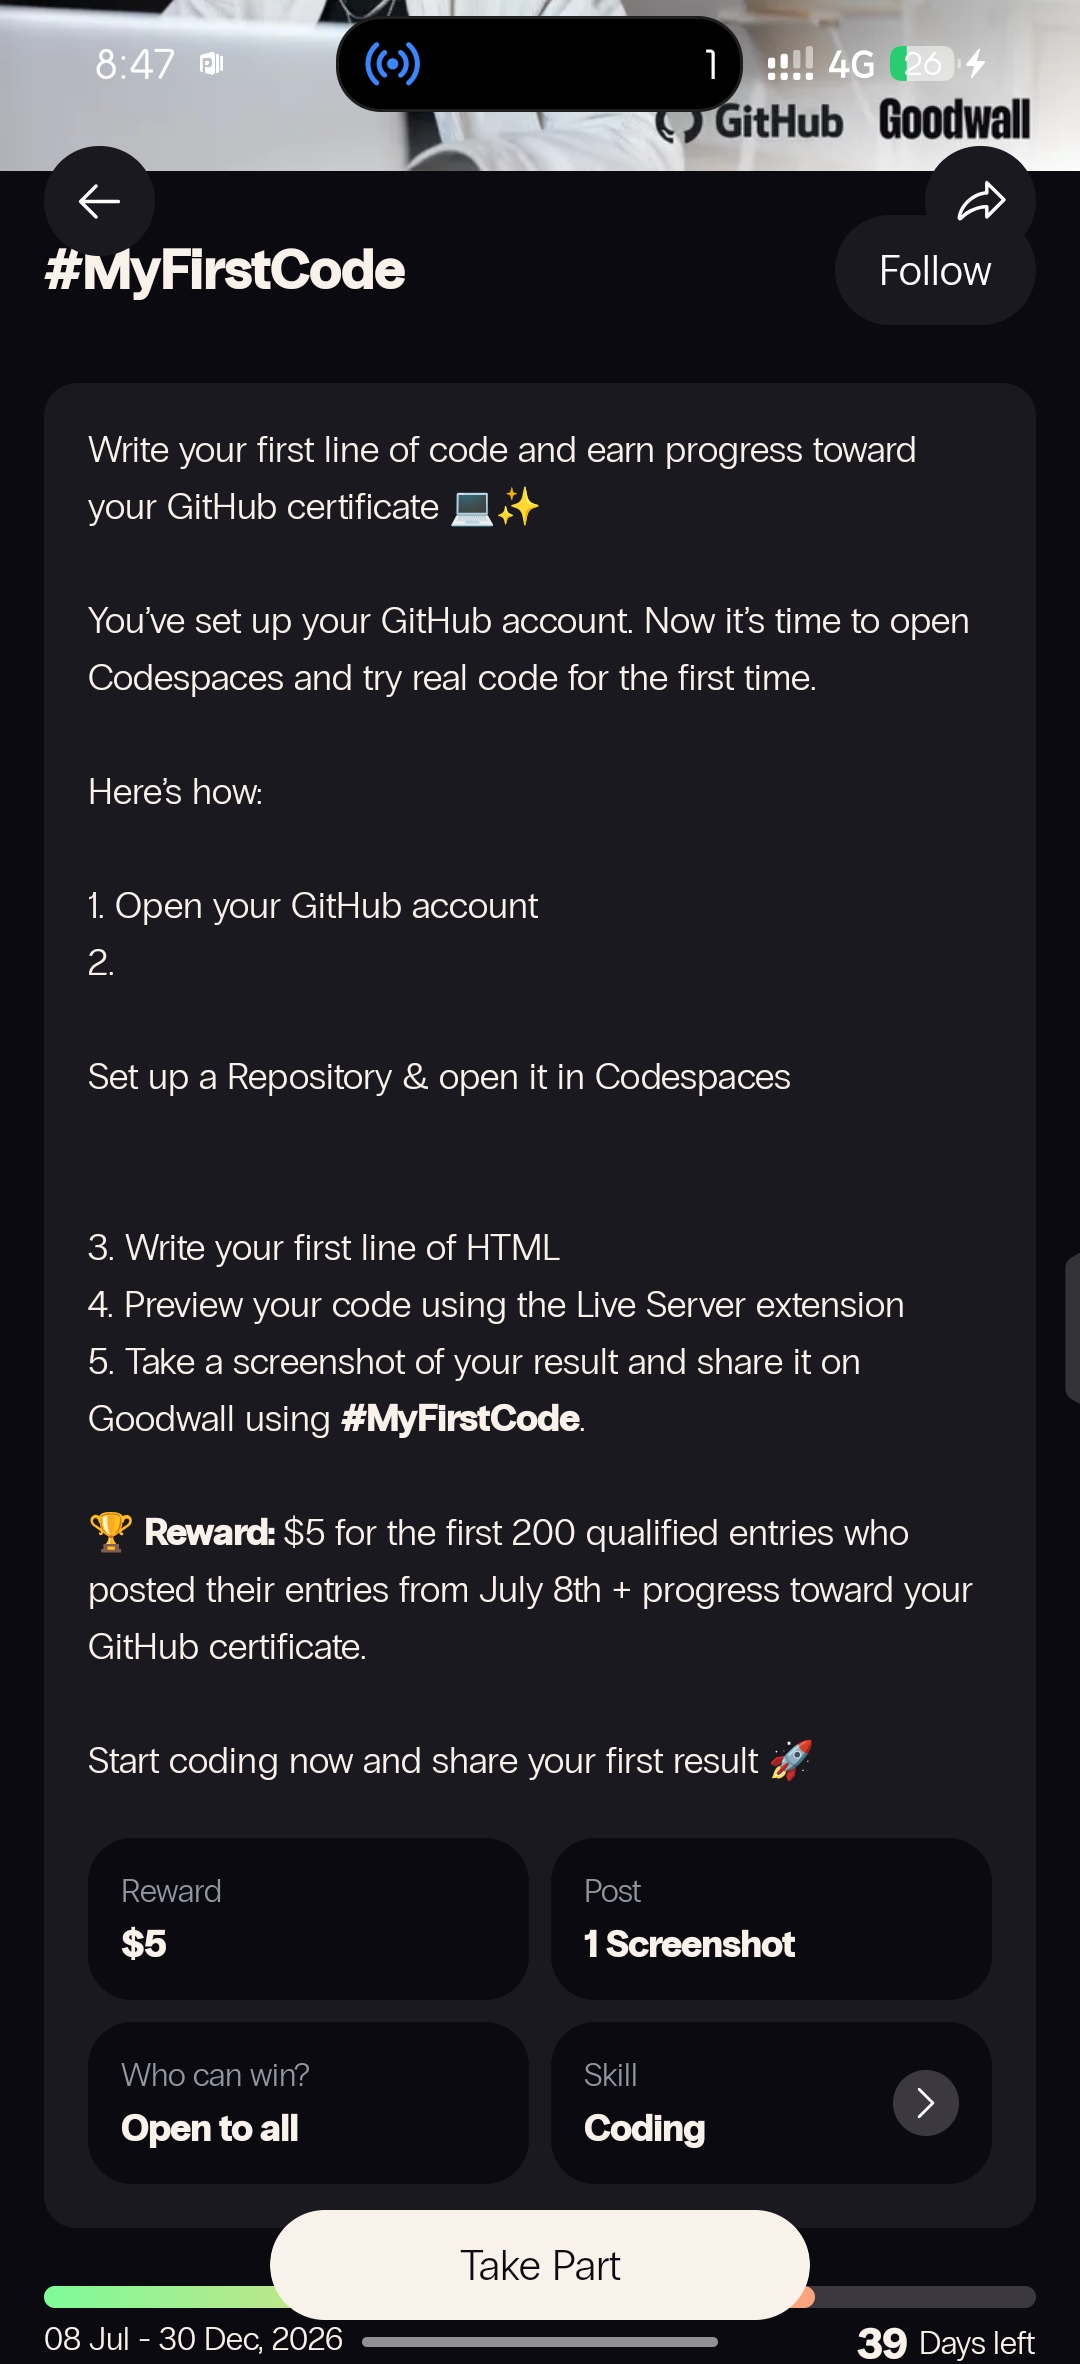 8:47
1
4G
26
GitHub
Goodwall
#MyFirstCode
Follow
Write your first line of code and earn progress toward
your GitHub certificate 💻✨
You’ve set up your GitHub account. Now it’s time to open
Codespaces and try real code for the first time.
Here’s how:
1. Open your GitHub account
2.
Set up a Repository & open it in Codespaces
3. Write your first line of HTML
4. Preview your code using the Live Server extension
5. Take a screenshot of your result and share it on
Goodwall using #MyFirstCode.
🏆 Reward: $5 for the first 200 qualified entries who
posted their entries from July 8th + progress toward your
GitHub certificate.
Start coding now and share your first result 🚀
Reward
$5
Post
1 Screenshot
Who can win?
Open to all
Skill
Coding
Take Part
08 Jul - 30 Dec, 2026
39 Days left